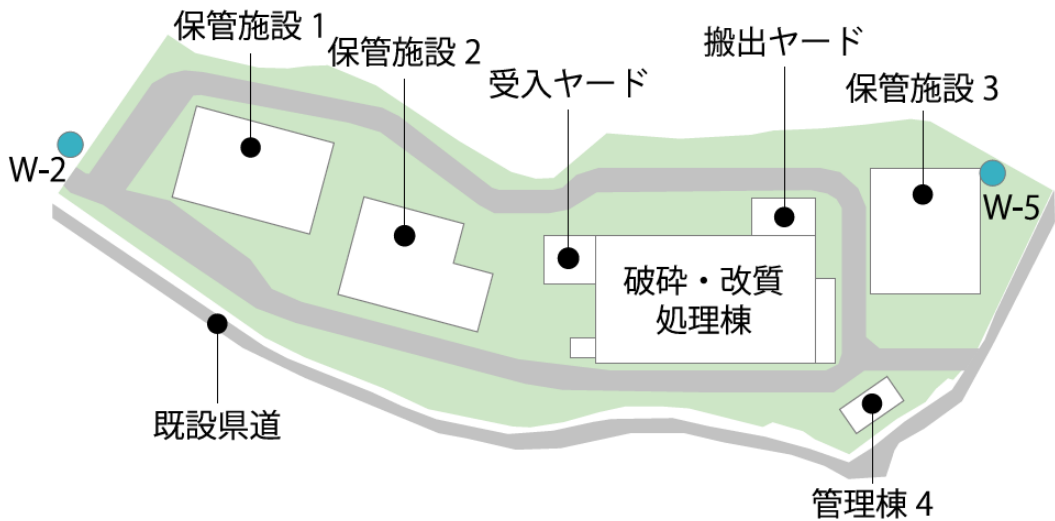 保管施設 1
保管施設 2
受入ヤード
搬出ヤード
保管施設 3
W-2
W-5
破砕・改質
処理棟
既設県道
管理棟 4